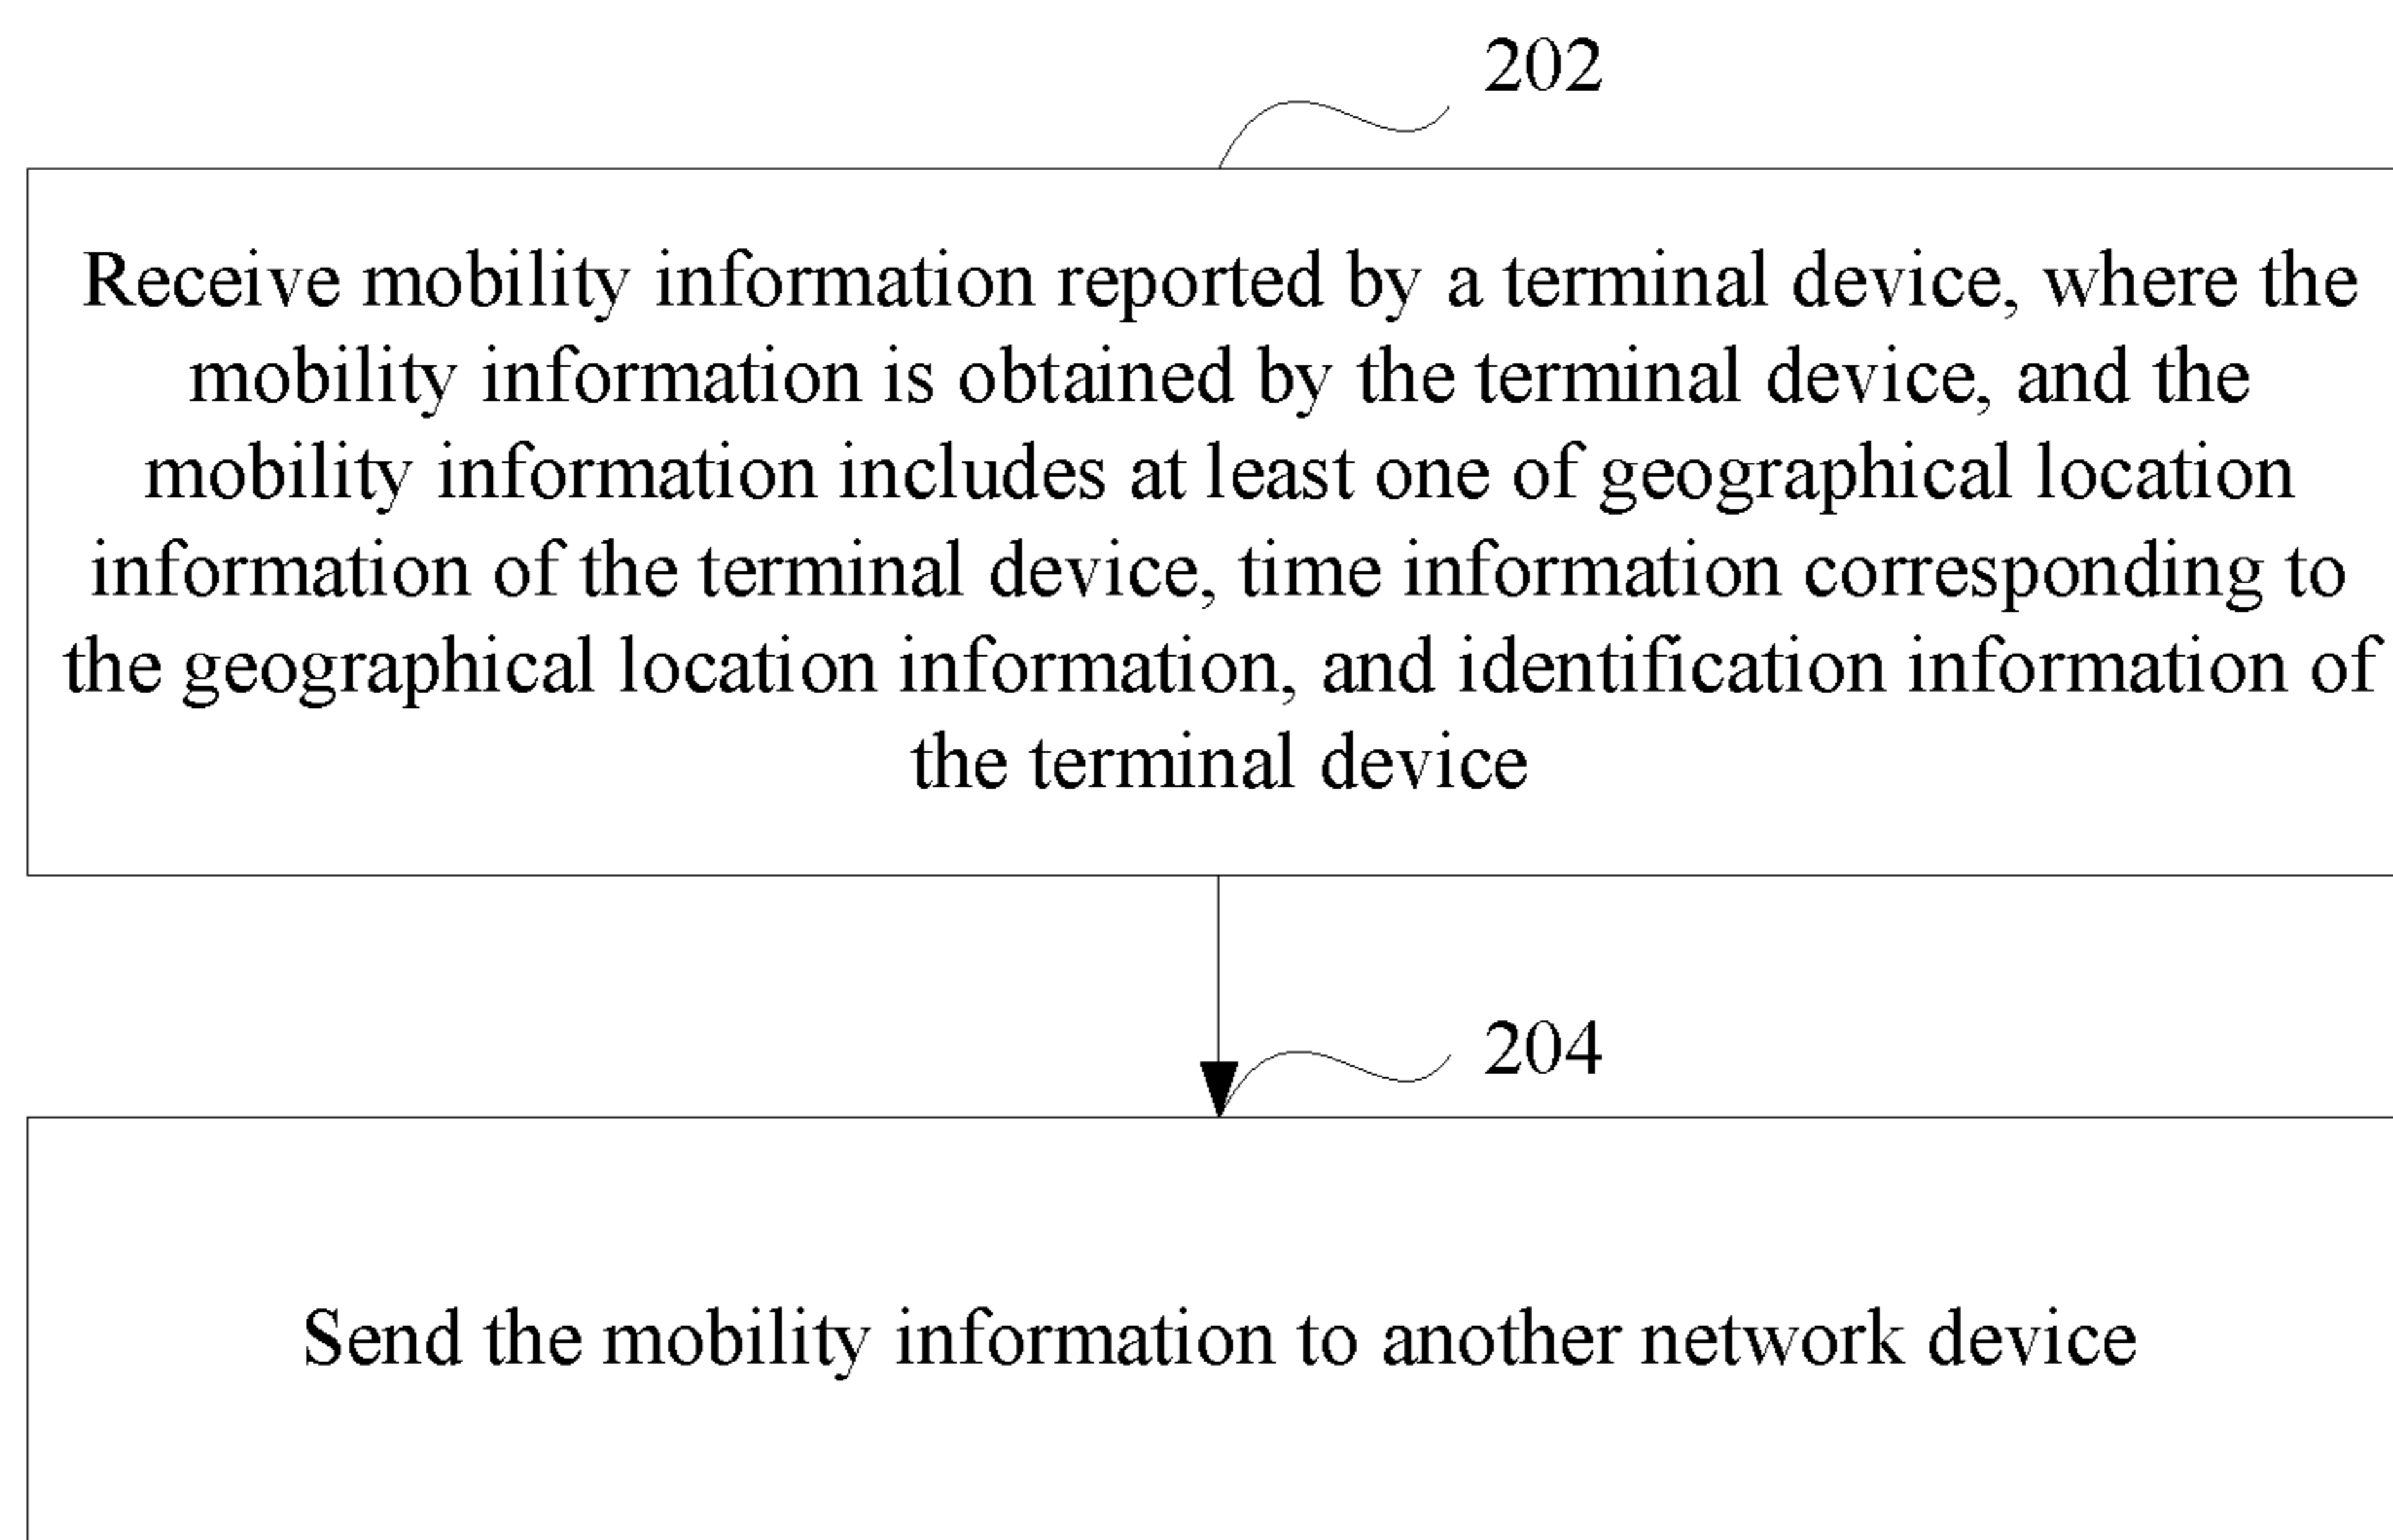 202
Receive mobility information reported by a terminal device, where the
mobility information is obtained by the terminal device, and the
mobility information includes at least one of geographical location
information of the terminal device, time information corresponding to
the geographical location information, and identification information of
the terminal device
204
Send the mobility information to another network device